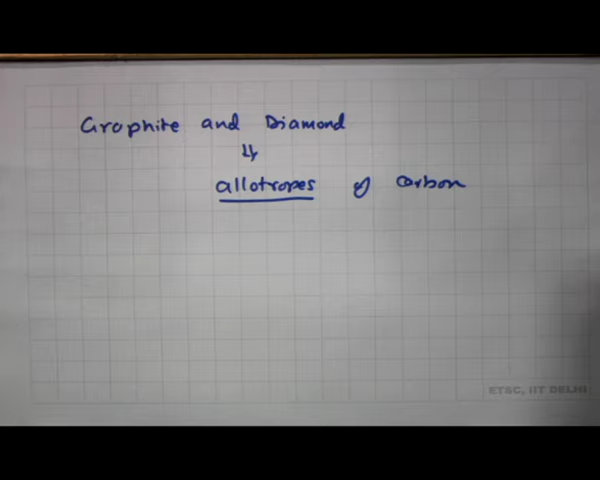 Graphite and Diamond
⇓
allotropes of carbon
ETSC, IIT DELHI